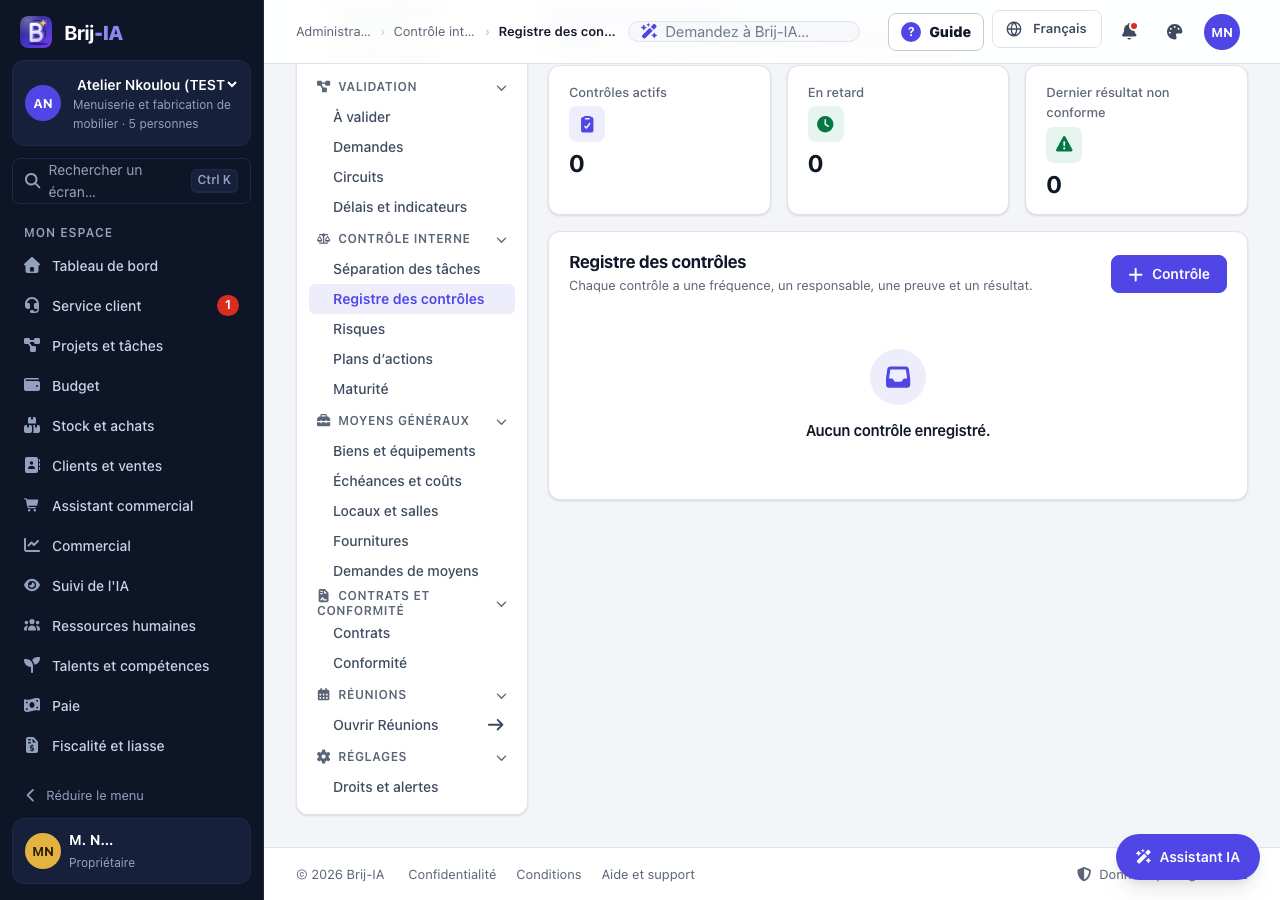 Brij-IA
AN
Atelier Nkoulou (TEST
Menuiserie et fabrication de
mobilier · 5 personnes
Rechercher un
écran...
Ctrl K
MON ESPACE
Tableau de bord
Service client
1
Projets et tâches
Budget
Stock et achats
Clients et ventes
Assistant commercial
Commercial
Suivi de l'IA
Ressources humaines
Talents et compétences
Paie
Fiscalité et liasse
Réduire le menu
MN
M. N...
Propriétaire
Administra... › Contrôle int... › Registre des con...
Demandez à Brij-IA...
? Guide
Français
MN
VALIDATION
À valider
Demandes
Circuits
Délais et indicateurs
CONTRÔLE INTERNE
Séparation des tâches
Registre des contrôles
Risques
Plans d'actions
Maturité
MOYENS GÉNÉRAUX
Biens et équipements
Échéances et coûts
Locaux et salles
Fournitures
Demandes de moyens
CONTRATS ET
CONFORMITÉ
Contrats
Conformité
RÉUNIONS
Ouvrir Réunions
RÉGLAGES
Droits et alertes
Contrôles actifs
0
En retard
0
Dernier résultat non
conforme
0
Registre des contrôles
Chaque contrôle a une fréquence, un responsable, une preuve et un résultat.
+ Contrôle
Aucun contrôle enregistré.
© 2026 Brij-IA
Confidentialité
Conditions
Aide et support
Assistant IA